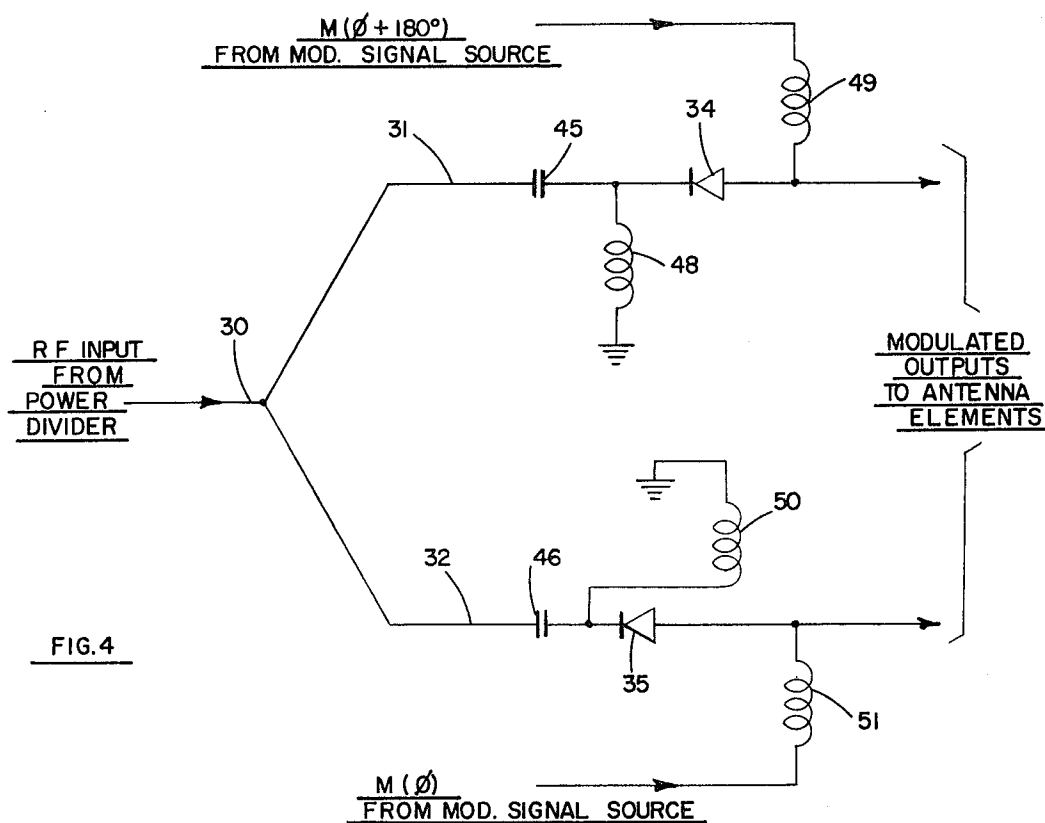 M(Ø+180°)
FROM MOD. SIGNAL SOURCE
49
34
45
31
48
30
R F INPUT
FROM
POWER
DIVIDER
MODULATED
OUTPUTS
TO ANTENNA
ELEMENTS
50
46
32
FIG.4
35
51
M(Ø)
FROM MOD. SIGNAL SOURCE